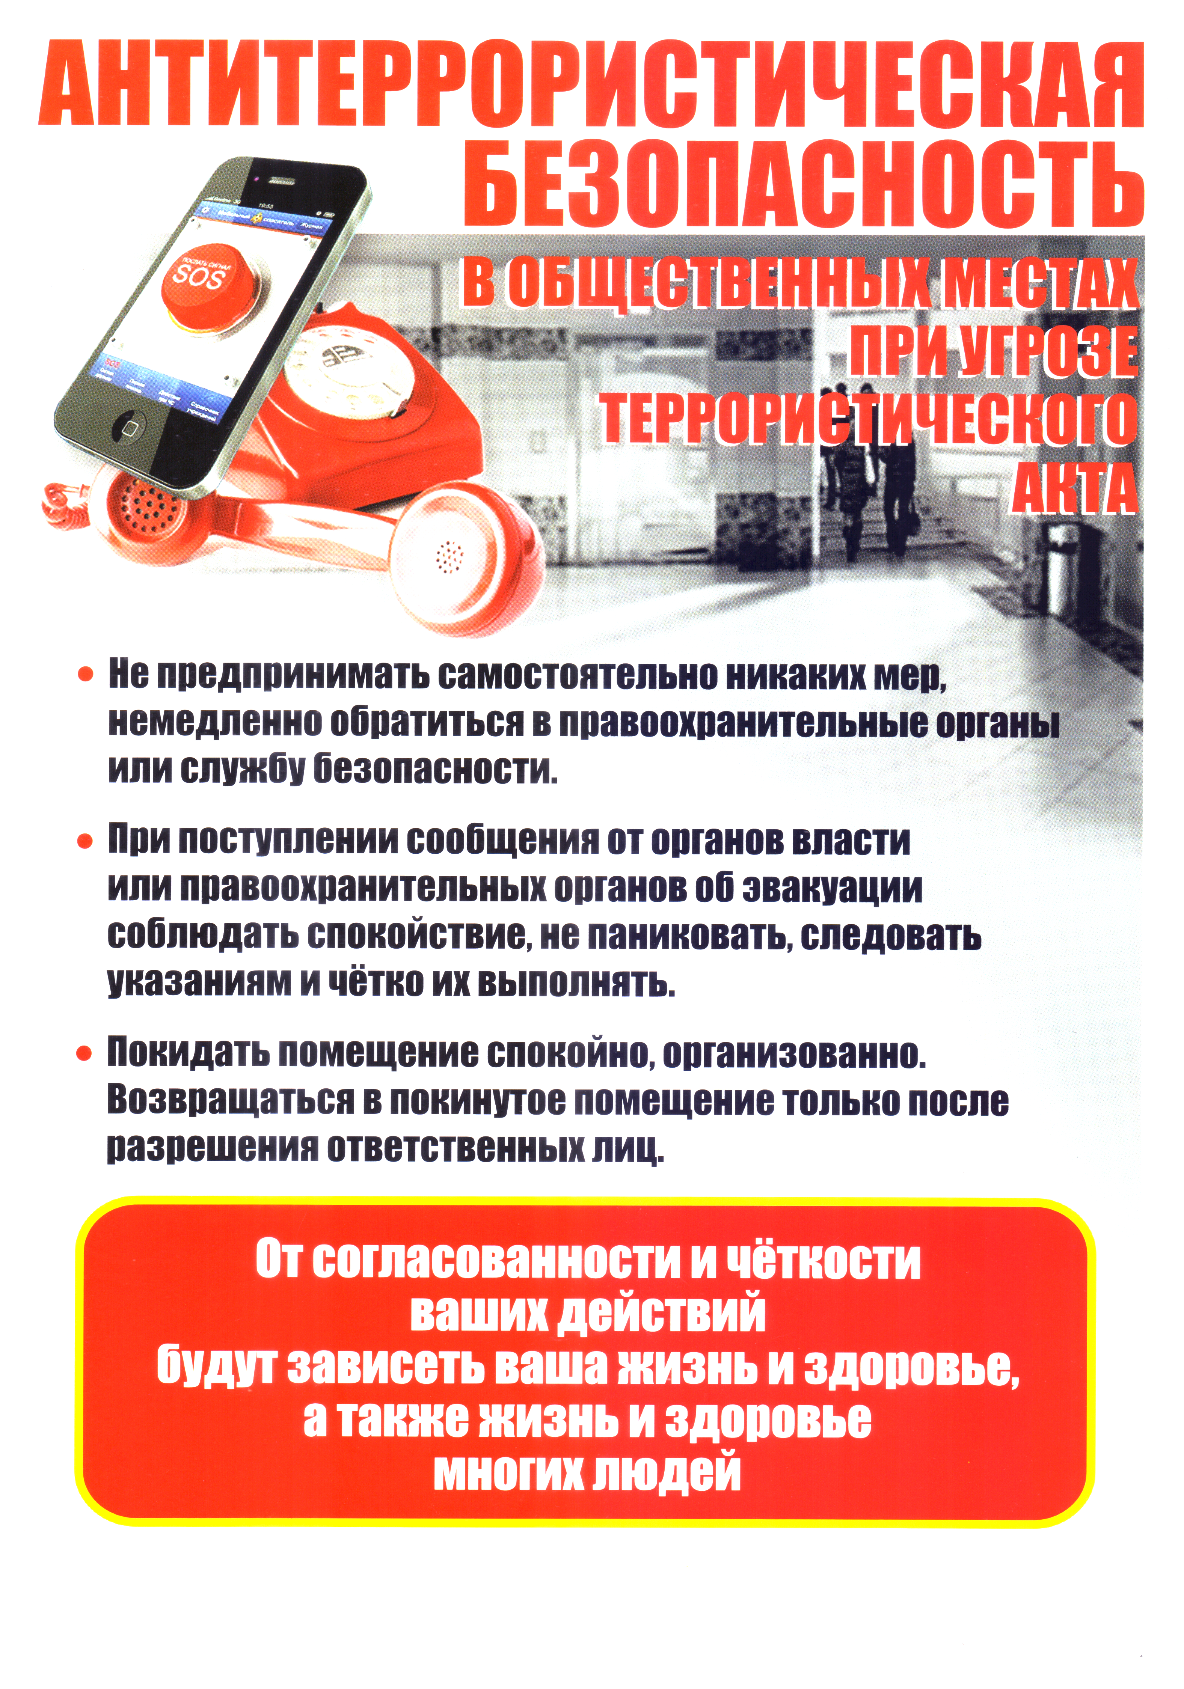 АНТИТЕРРОРИСТИЧЕСКАЯ
БЕЗОПАСНОСТЬ
В ОБЩЕСТВЕННЫХ МЕСТАХ
ПРИ УГРОЗЕ
ТЕРРОРИСТИЧЕСКОГО
АКТА
ПОСЛАТЬ СИГНАЛ
SOS
SOS
• Не предпринимать самостоятельно никаких мер,
немедленно обратиться в правоохранительные органы
или службу безопасности.
• При поступлении сообщения от органов власти
или правоохранительных органов об эвакуации
соблюдать спокойствие, не паниковать, следовать
указаниям и чётко их выполнять.
• Покидать помещение спокойно, организованно.
Возвращаться в покинутое помещение только после
разрешения ответственных лиц.
От согласованности и чёткости
ваших действий
будут зависеть ваша жизнь и здоровье,
а также жизнь и здоровье
многих людей